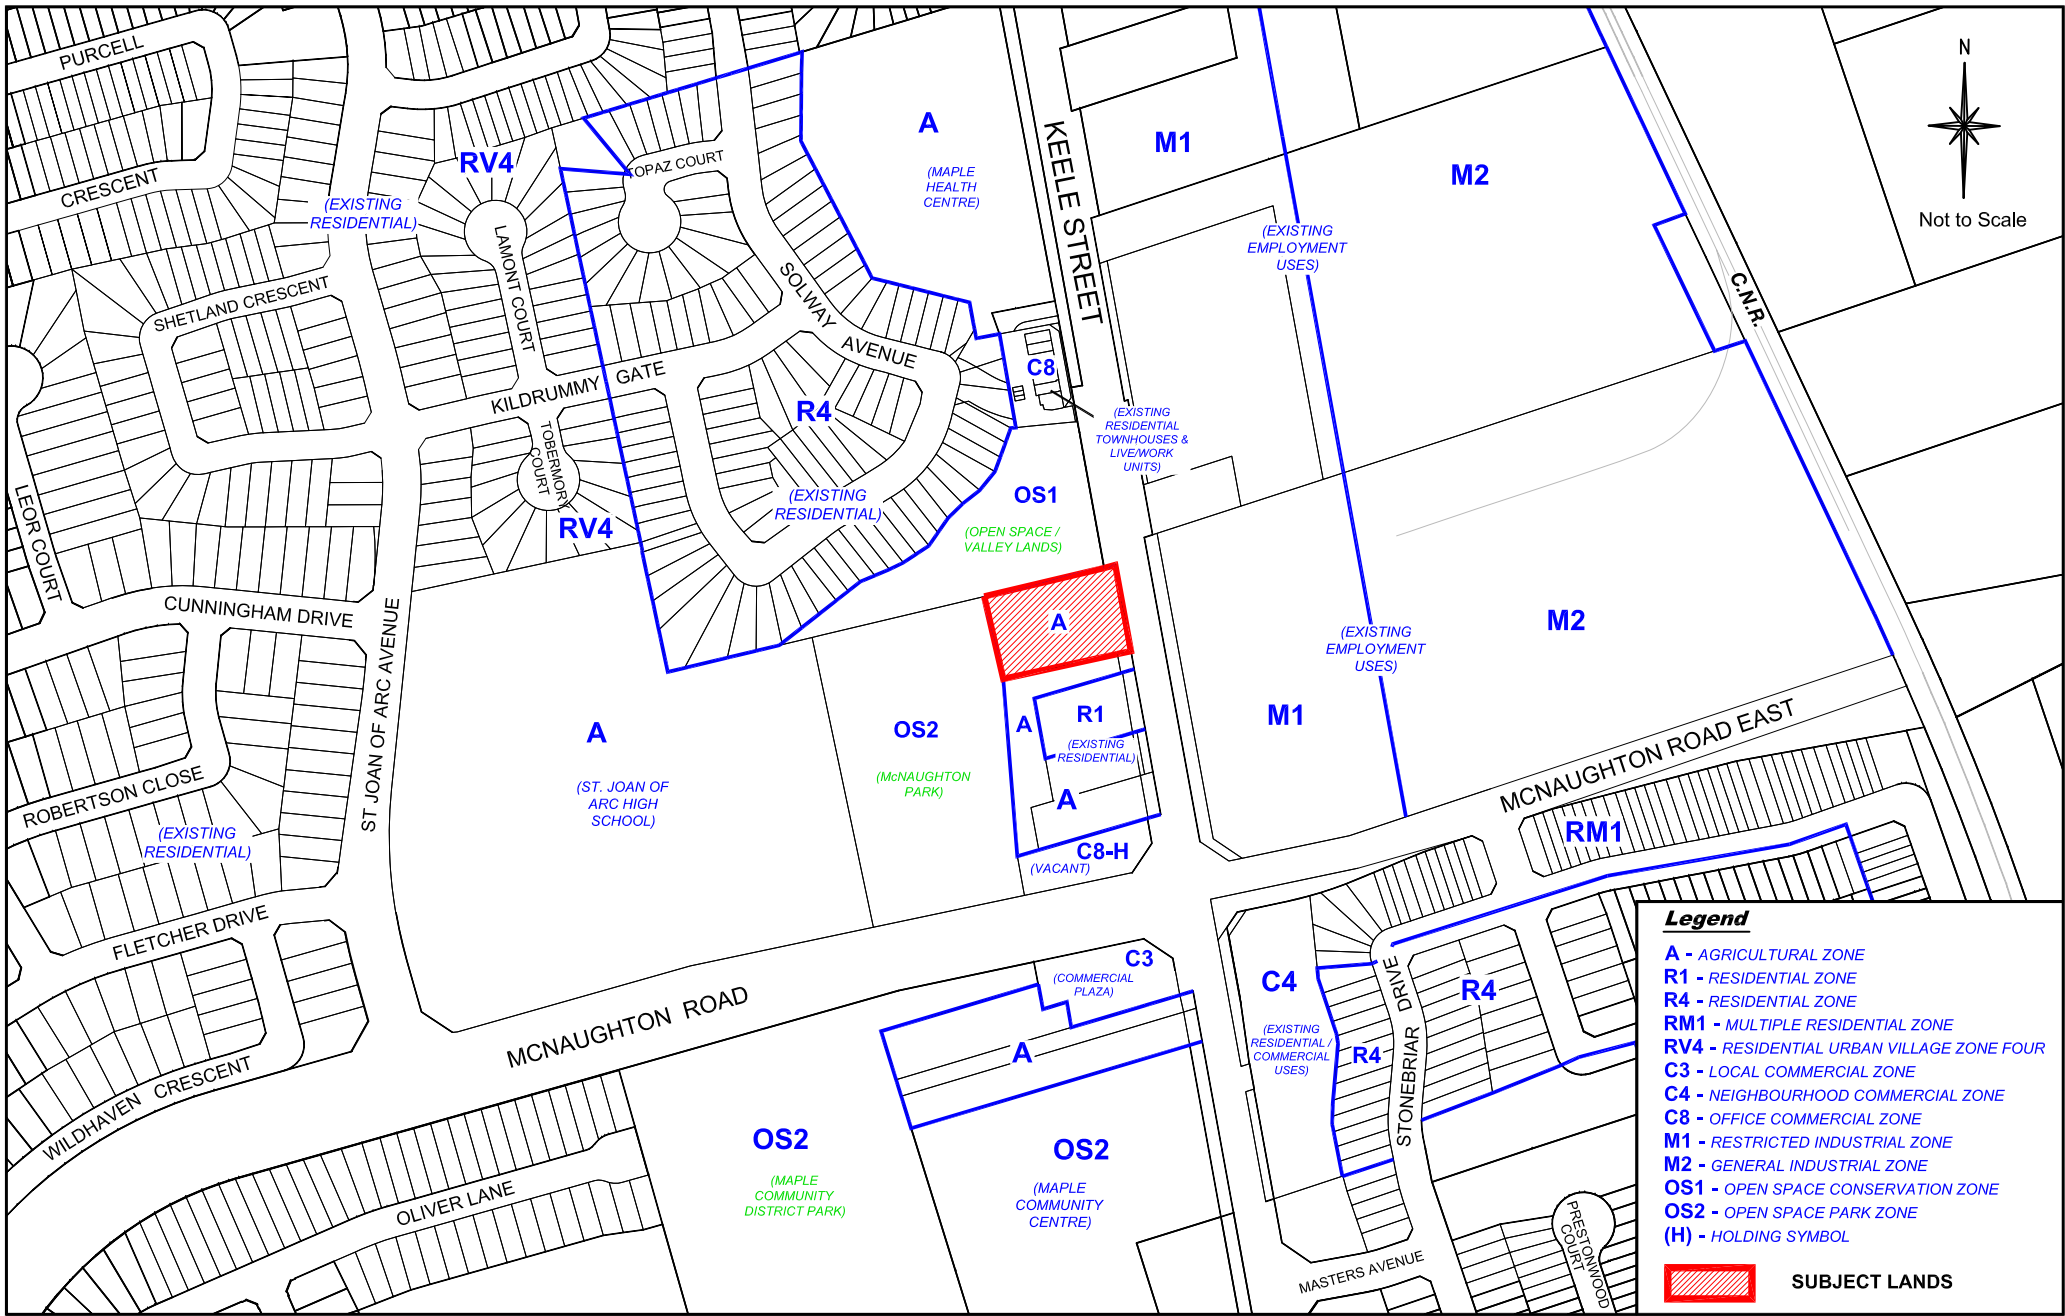 PURCELL
CRESCENT
RV4
(EXISTING
RESIDENTIAL)
SHETLAND CRESCENT
LAMONT COURT
TOPAZ COURT
SOLWAY
AVENUE
KILDRUMMY GATE
TOBERMORY
COURT
RV4
R4
(EXISTING
RESIDENTIAL)
A
(MAPLE
HEALTH
CENTRE)
KEELE STREET
C8
(EXISTING
RESIDENTIAL
TOWNHOUSES &
LIVE/WORK
UNITS)
M1
M2
(EXISTING
EMPLOYMENT
USES)
C.N.R.
N
Not to Scale
OS1
(OPEN SPACE /
VALLEY LANDS)
LEOR COURT
CUNNINGHAM DRIVE
ST JOAN OF ARC AVENUE
ROBERTSON CLOSE
(EXISTING
RESIDENTIAL)
FLETCHER DRIVE
WILDHAVEN CRESCENT
A
(ST. JOAN OF
ARC HIGH
SCHOOL)
OS2
(McNAUGHTON
PARK)
A
A
R1
(EXISTING
RESIDENTIAL)
A
C8-H
(VACANT)
M2
(EXISTING
EMPLOYMENT
USES)
M1
MCNAUGHTON ROAD EAST
RM1
MCNAUGHTON ROAD
C3
(COMMERCIAL
PLAZA)
A
C4
(EXISTING
RESIDENTIAL /
COMMERCIAL
USES)
R4
R4
STONEBRIAR DRIVE
OLIVER LANE
OS2
(MAPLE
COMMUNITY
DISTRICT PARK)
OS2
(MAPLE
COMMUNITY
CENTRE)
MASTERS AVENUE
PRESTONWOOD
COURT
Legend
A - AGRICULTURAL ZONE
R1 - RESIDENTIAL ZONE
R4 - RESIDENTIAL ZONE
RM1 - MULTIPLE RESIDENTIAL ZONE
RV4 - RESIDENTIAL URBAN VILLAGE ZONE FOUR
C3 - LOCAL COMMERCIAL ZONE
C4 - NEIGHBOURHOOD COMMERCIAL ZONE
C8 - OFFICE COMMERCIAL ZONE
M1 - RESTRICTED INDUSTRIAL ZONE
M2 - GENERAL INDUSTRIAL ZONE
OS1 - OPEN SPACE CONSERVATION ZONE
OS2 - OPEN SPACE PARK ZONE
(H) - HOLDING SYMBOL
SUBJECT LANDS